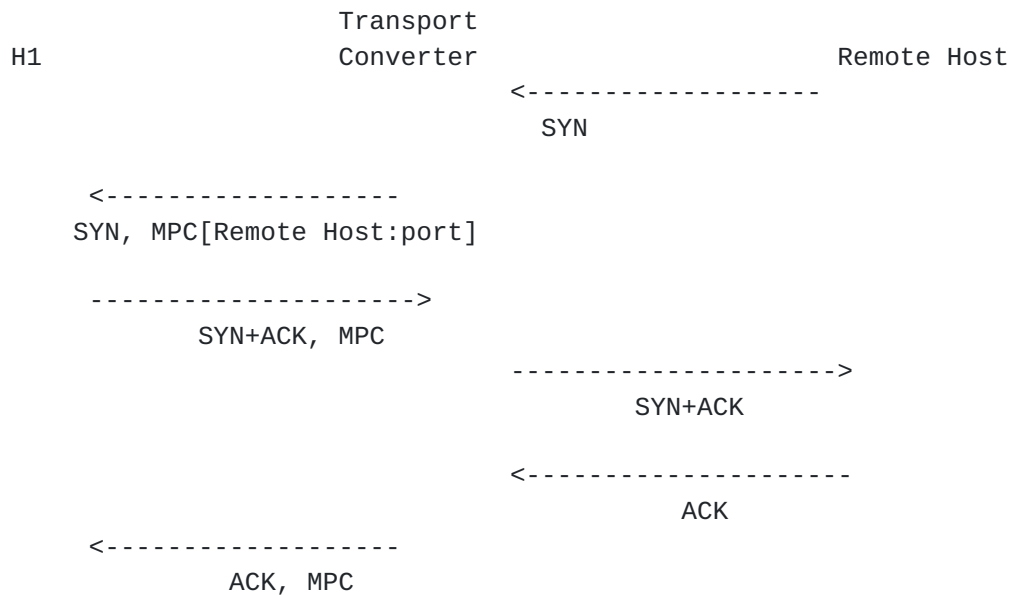 Transport
H1 Converter Remote Host
<-------------------
SYN
<-------------------
SYN, MPC[Remote Host:port]
--------------------->
SYN+ACK, MPC
--------------------->
SYN+ACK
<---------------------
ACK
<-------------------
ACK, MPC